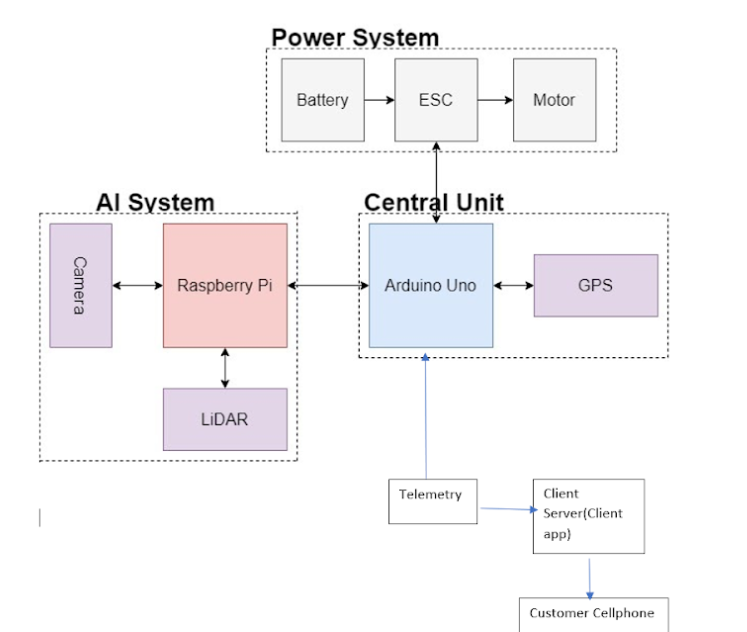 Power System
Battery
ESC
Motor
AI System
Central Unit
Camera
Raspberry Pi
Arduino Uno
GPS
LiDAR
Telemetry
Client
Server(Client
app)
Customer Cellphone